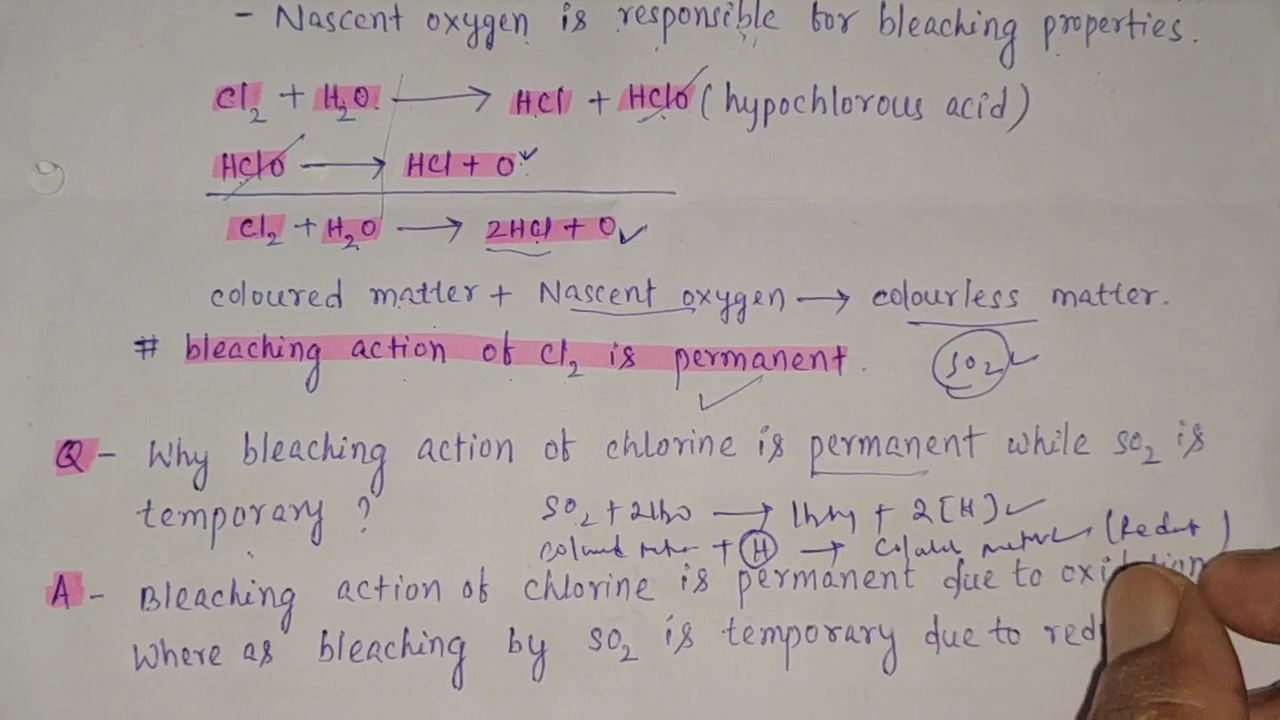 - Nascent oxygen is responsible for bleaching properties.
Cl₂ + H₂O → HCl + HClO (hypochlorous acid)
HClO → HCl + O
Cl₂ + H₂O → 2HCl + O
coloured matter + Nascent oxygen → colourless matter.
# bleaching action of Cl₂ is permanent.
SO₂
Q - Why bleaching action of chlorine is permanent while SO₂ is
temporary ?
SO₂ + 2H₂O → + 2[H]
+ H →
A - Bleaching action of chlorine is permanent due to
where as bleaching by SO₂ is temporary due to